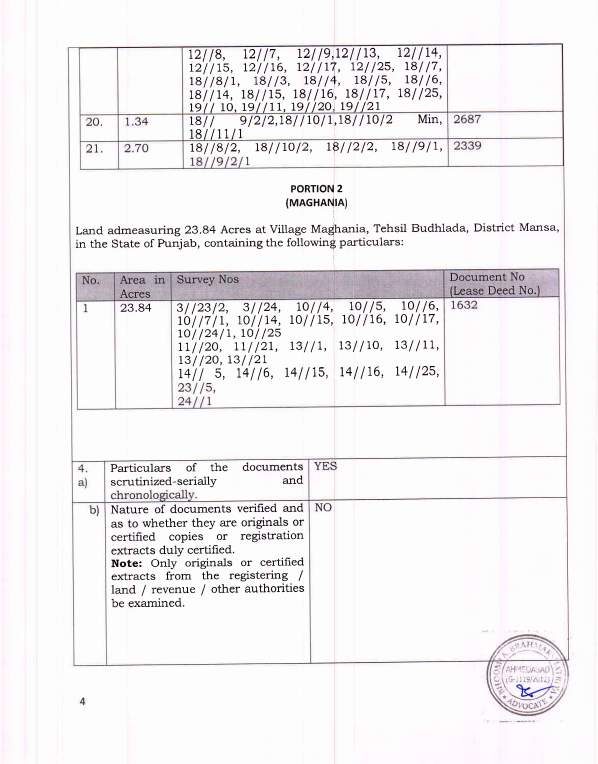 12//8, 12//7, 12//9,12//13, 12//14,
12//15, 12//16, 12//17, 12//25, 18//7,
18//8/1, 18//3, 18//4, 18//5, 18//6,
18//14, 18//15, 18//16, 18//17, 18//25,
19// 10, 19//11, 19//20, 19//21
20. 1.34 18// 9/2/2,18//10/1,18//10/2 Min, 2687
18//11/1
21. 2.70 18//8/2, 18//10/2, 18//2/2, 18//9/1, 2339
18//9/2/1
PORTION 2
(MAGHANIA)
Land admeasuring 23.84 Acres at Village Maghania, Tehsil Budhlada, District Mansa,
in the State of Punjab, containing the following particulars:
No. Area in Survey Nos Document No
Acres (Lease Deed No.)
1 23.84 3//23/2, 3//24, 10//4, 10//5, 10//6, 1632
10//7/1, 10//14, 10//15, 10//16, 10//17,
10//24/1, 10//25
11//20, 11//21, 13//1, 13//10, 13//11,
13//20, 13//21
14// 5, 14//6, 14//15, 14//16, 14//25,
23//5,
24//1
4. Particulars of the documents YES
a) scrutinized-serially and
chronologically.
b) Nature of documents verified and NO
as to whether they are originals or
certified copies or registration
extracts duly certified.
Note: Only originals or certified
extracts from the registering /
land / revenue / other authorities
be examined.
AHMEDABAD
(G-1119/2012)
ADVOCATE
4